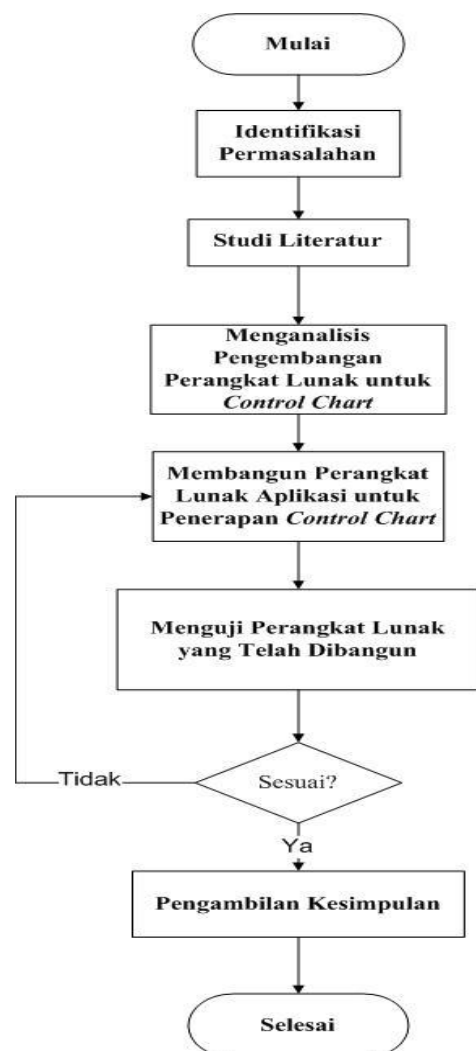 Mulai
Identifikasi
Permasalahan
Studi Literatur
Menganalisis
Pengembangan
Perangkat Lunak untuk
Control Chart
Membangun Perangkat
Lunak Aplikasi untuk
Penerapan Control Chart
Menguji Perangkat Lunak
yang Telah Dibangun
Sesuai?
Tidak
Ya
Pengambilan Kesimpulan
Selesai